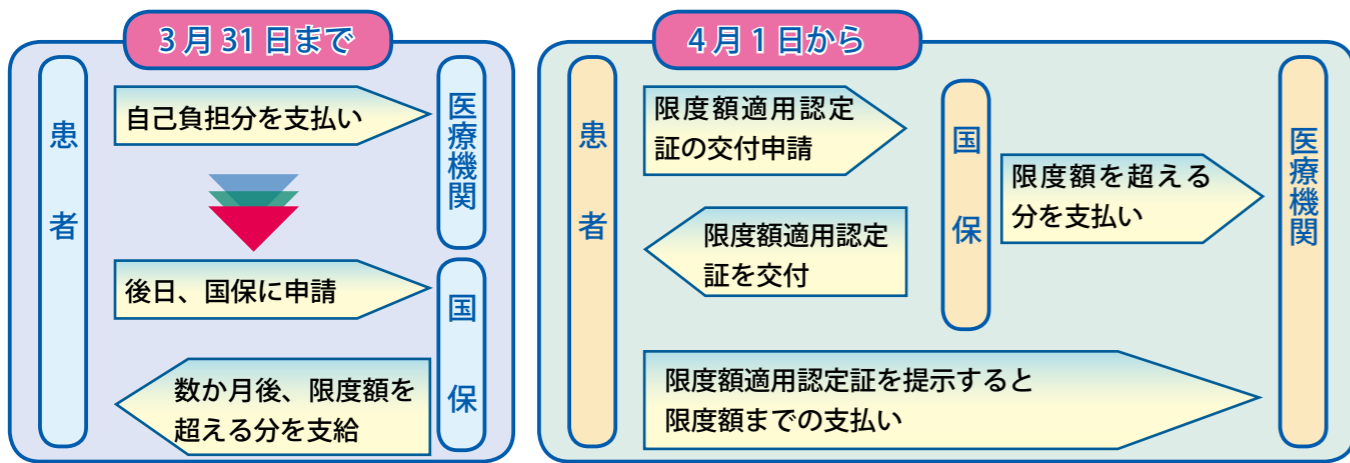 3月31日まで
患者
自己負担分を支払い
医療機関
後日、国保に申請
国保
数か月後、限度額を
超える分を支給
4月1日から
患者
限度額適用認定
証の交付申請
国保
限度額を超える
分を支払い
医療機関
限度額適用認定
証を交付
限度額適用認定証を提示すると
限度額までの支払い